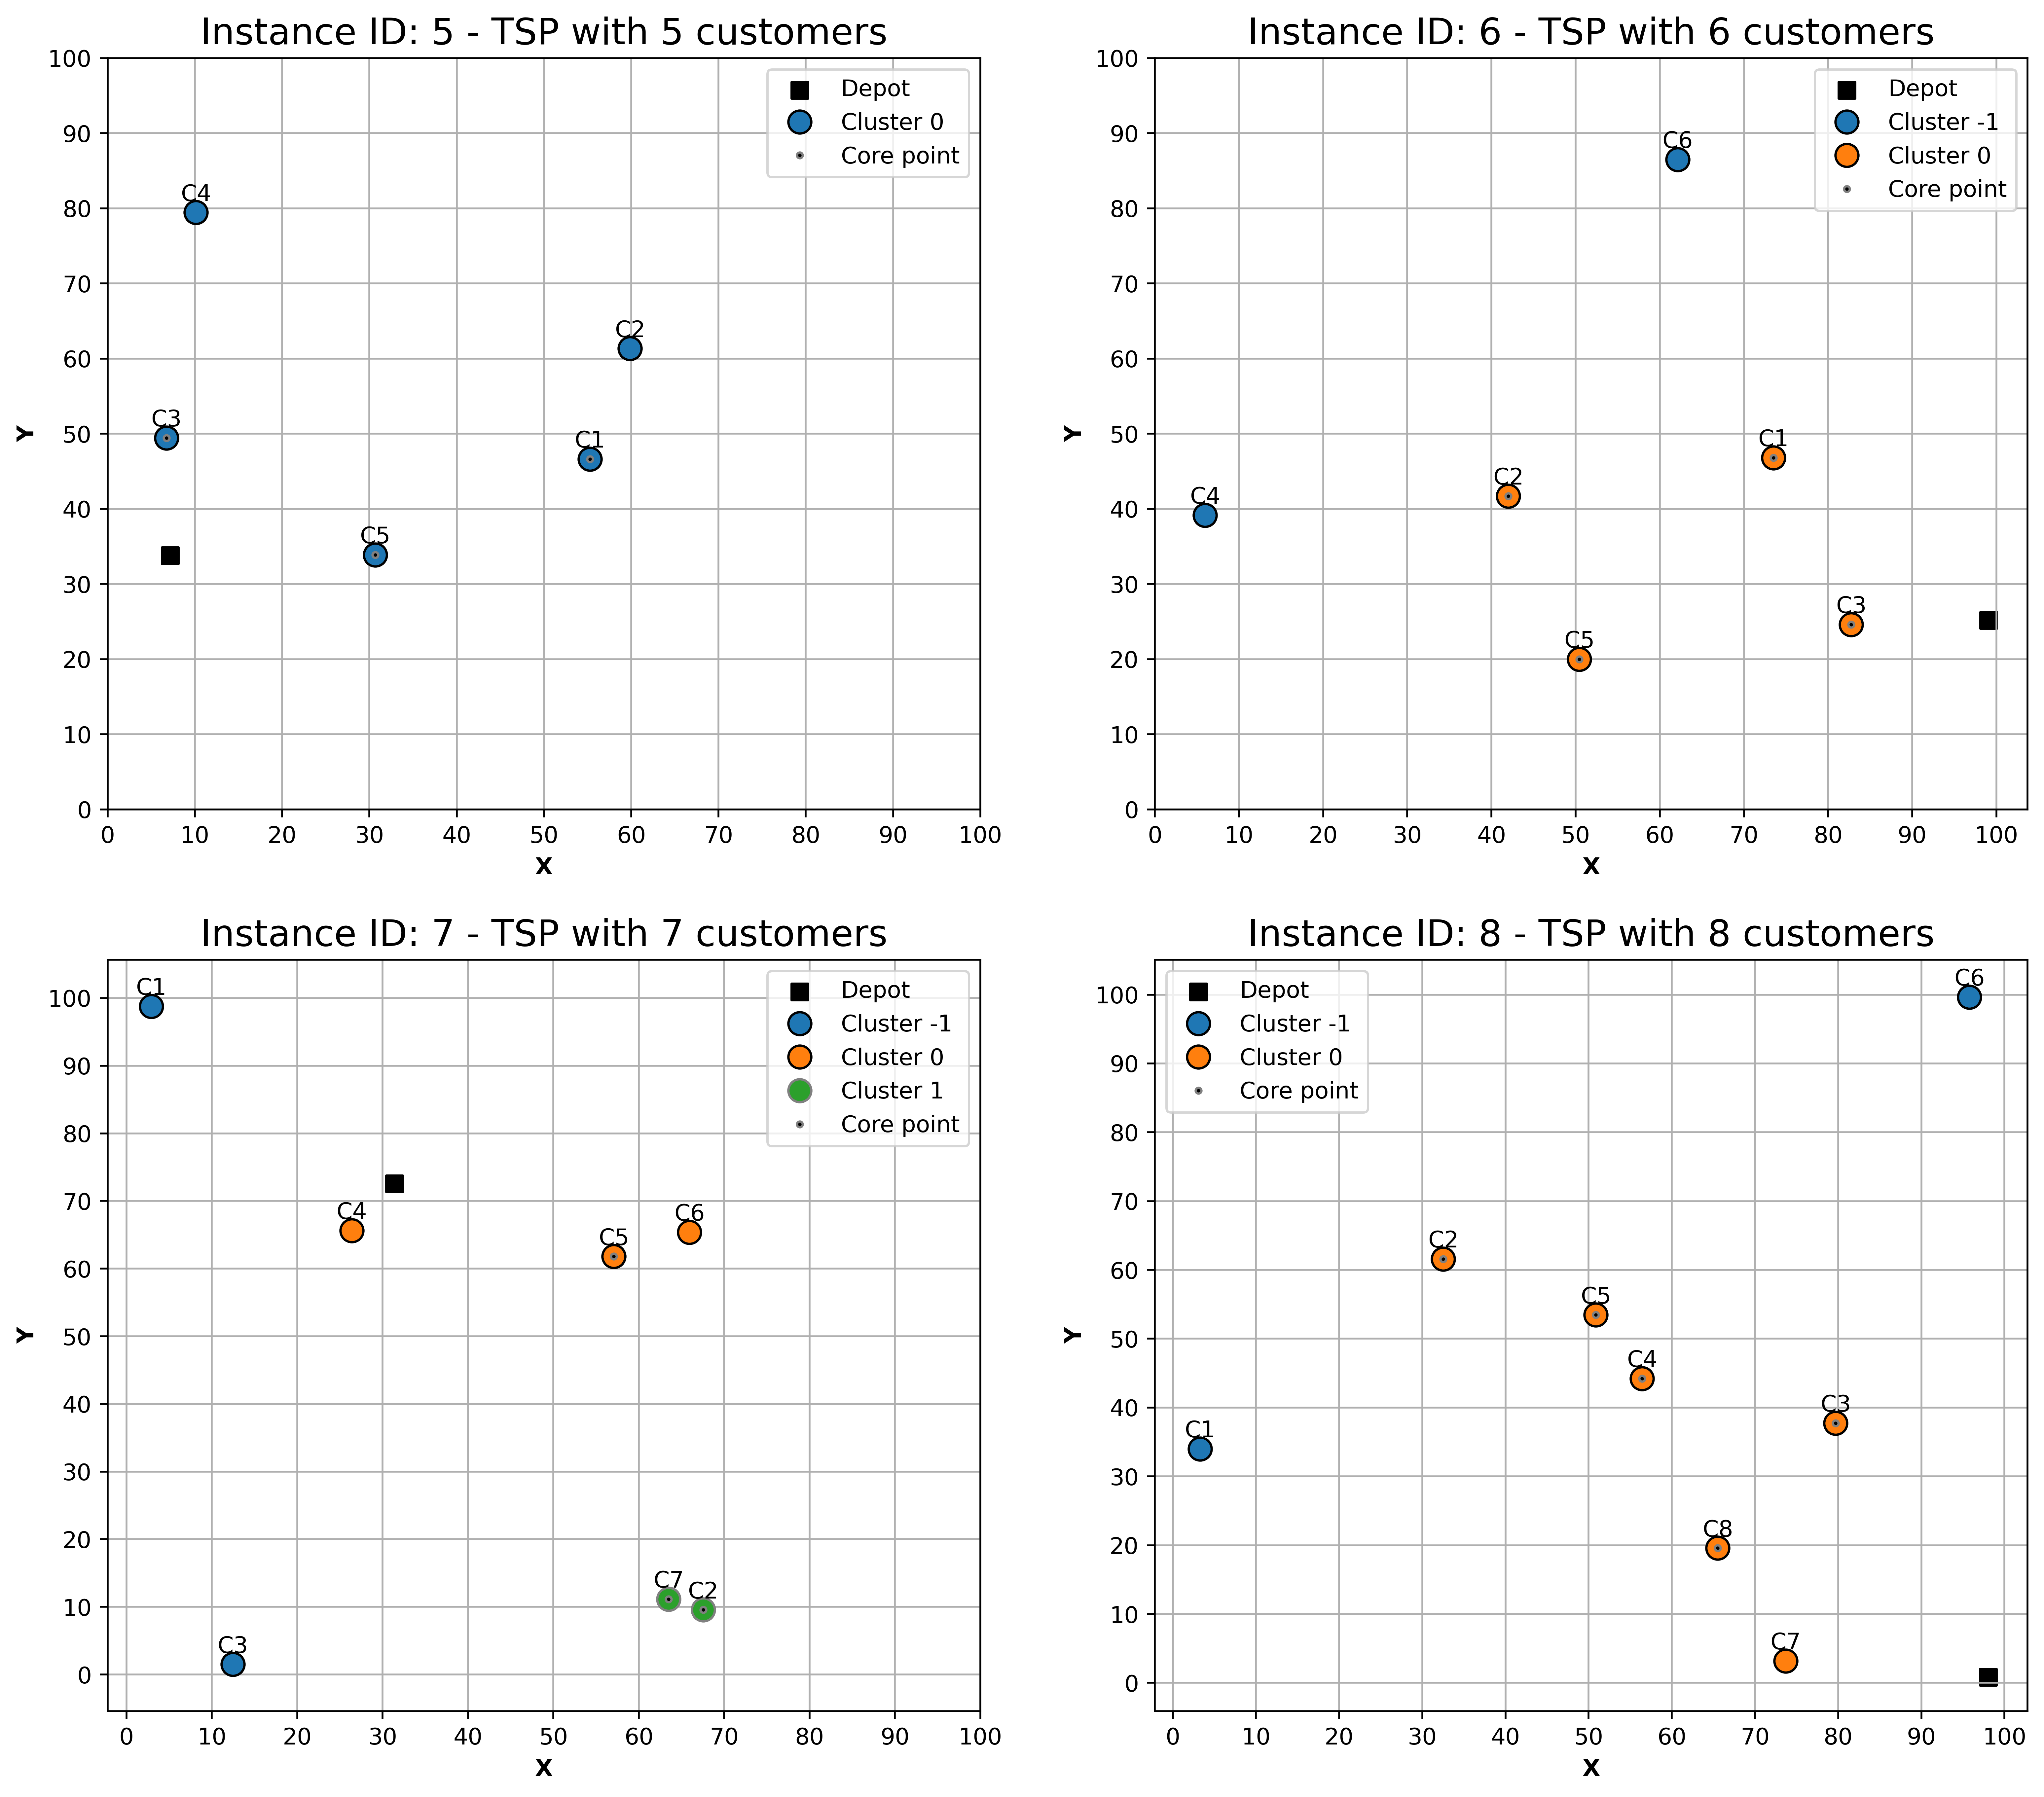 Instance ID: 5 - TSP with 5 customers
100
90
80
70
60
50
40
30
20
10
0
Y
Depot
Cluster 0
Core point
C4
C2
C3
C1
C5
0 10 20 30 40 50 60 70 80 90 100
X
Instance ID: 6 - TSP with 6 customers
100
90
80
70
60
50
40
30
20
10
0
Y
Depot
Cluster -1
Cluster 0
Core point
C6
C1
C2
C4
C3
C5
0 10 20 30 40 50 60 70 80 90 100
X
Instance ID: 7 - TSP with 7 customers
100
90
80
70
60
50
40
30
20
10
0
Y
Depot
Cluster -1
Cluster 0
Cluster 1
Core point
C1
C4
C6
C5
C7
C2
C3
0 10 20 30 40 50 60 70 80 90 100
X
Instance ID: 8 - TSP with 8 customers
100
90
80
70
60
50
40
30
20
10
0
Y
Depot
Cluster -1
Cluster 0
Core point
C6
C2
C5
C4
C3
C1
C8
C7
0 10 20 30 40 50 60 70 80 90 100
X